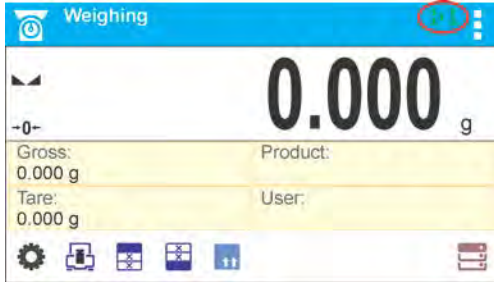 Weighing
0.000 g
→0←
Gross:
0.000 g
Product:
Tare:
0.000 g
User: